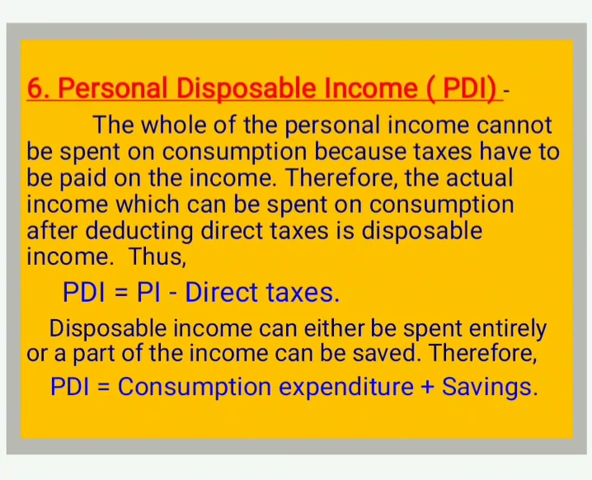 6. Personal Disposable Income ( PDI) -
The whole of the personal income cannot
be spent on consumption because taxes have to
be paid on the income. Therefore, the actual
income which can be spent on consumption
after deducting direct taxes is disposable
income.  Thus,
PDI = PI - Direct taxes.
Disposable income can either be spent entirely
or a part of the income can be saved. Therefore,
PDI = Consumption expenditure + Savings.